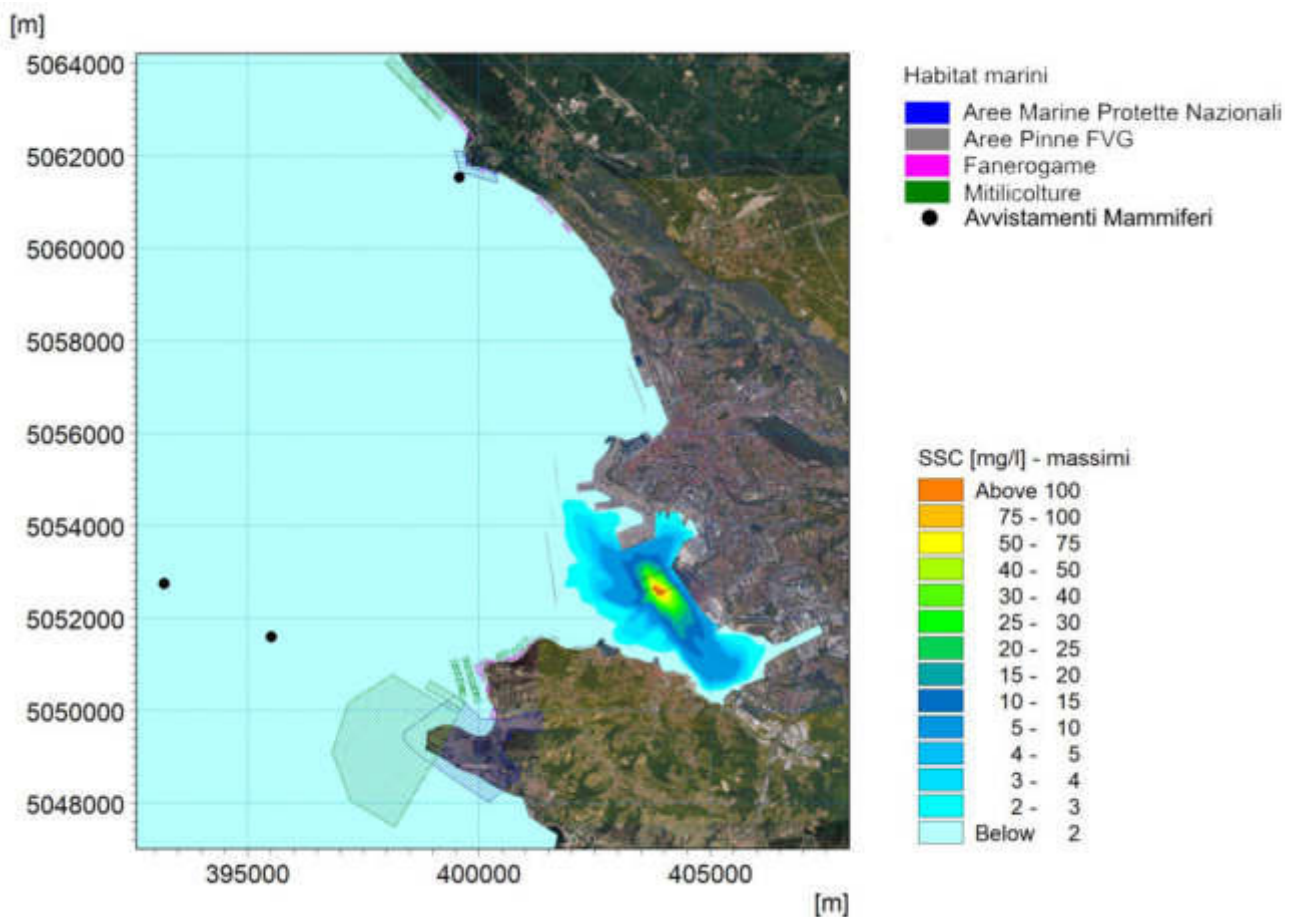 [m]
5064000
5062000
5060000
5058000
5056000
5054000
5052000
5050000
5048000
395000
400000
405000
[m]
Habitat marini
Aree Marine Protette Nazionali
Aree Pinne FVG
Fanerogame
Mitilicolture
Avvistamenti Mammiferi
SSC [mg/l] - massimi
Above 100
75 - 100
50 - 75
40 - 50
30 - 40
25 - 30
20 - 25
15 - 20
10 - 15
5 - 10
4 - 5
3 - 4
2 - 3
Below 2